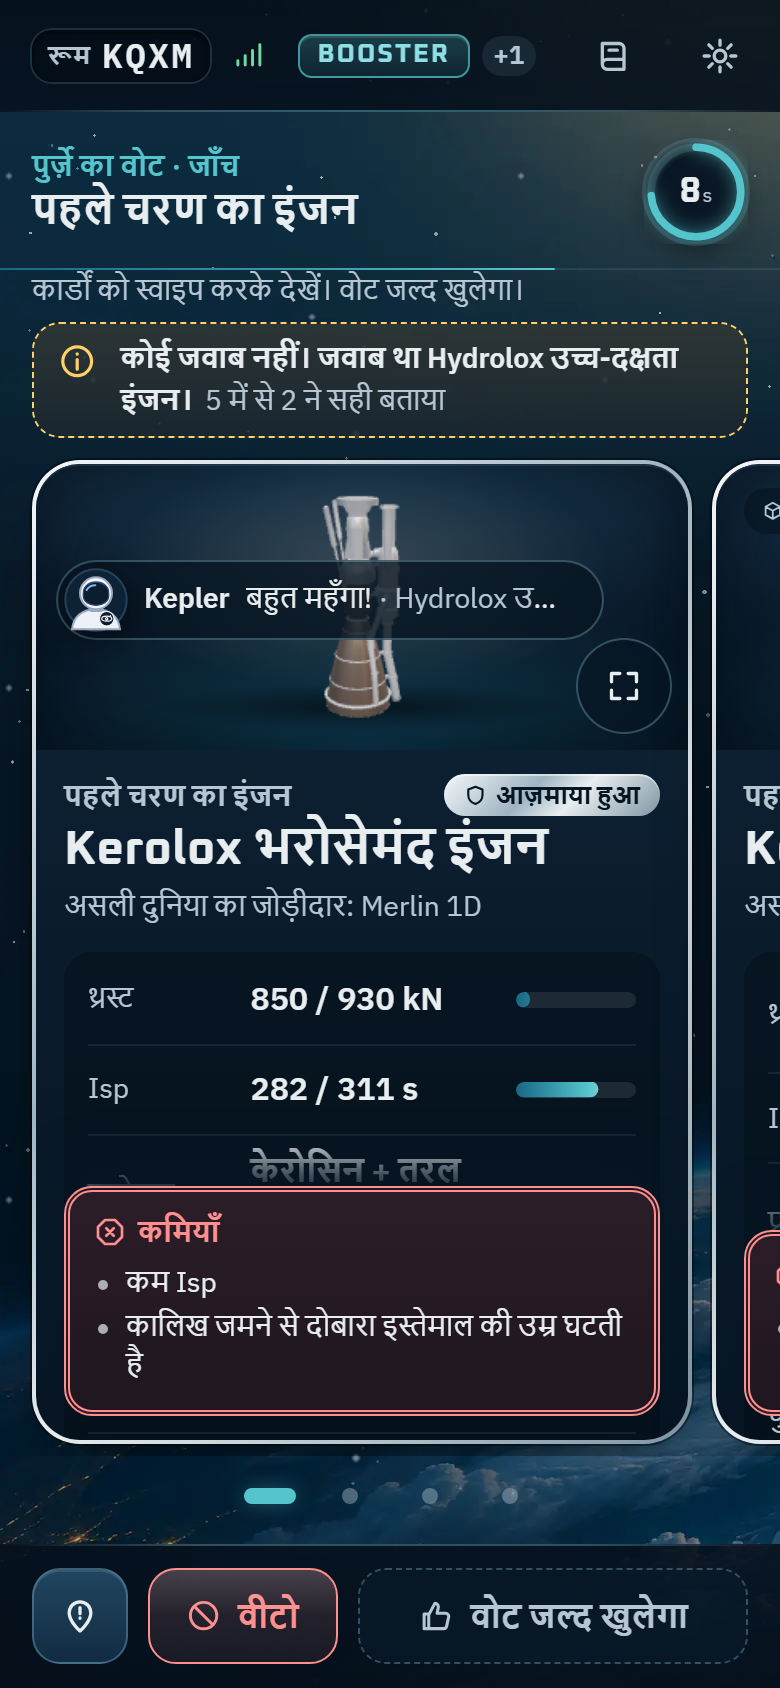 रूम KQXM BOOSTER +1
पुर्ज़े का वोट · जाँच
पहले चरण का इंजन
8s
कार्डों को स्वाइप करके देखें। वोट जल्द खुलेगा।
कोई जवाब नहीं। जवाब था Hydrolox उच्च-दक्षता
इंजन। 5 में से 2 ने सही बताया
Kepler बहुत महँगा! · Hydrolox उ...
पहले चरण का इंजन
आज़माया हुआ
Kerolox भरोसेमंद इंजन
असली दुनिया का जोड़ीदार: Merlin 1D
थ्रस्ट 850 / 930 kN
Isp 282 / 311 s
केरोसिन + तरल
कमियाँ
कम Isp
कालिख जमने से दोबारा इस्तेमाल की उम्र घटती
है
वीटो
वोट जल्द खुलेगा